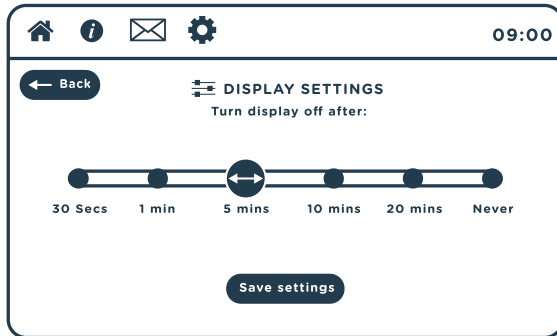 09:00
Back
DISPLAY SETTINGS
Turn display off after:
30 Secs 1 min 5 mins 10 mins 20 mins Never
Save settings